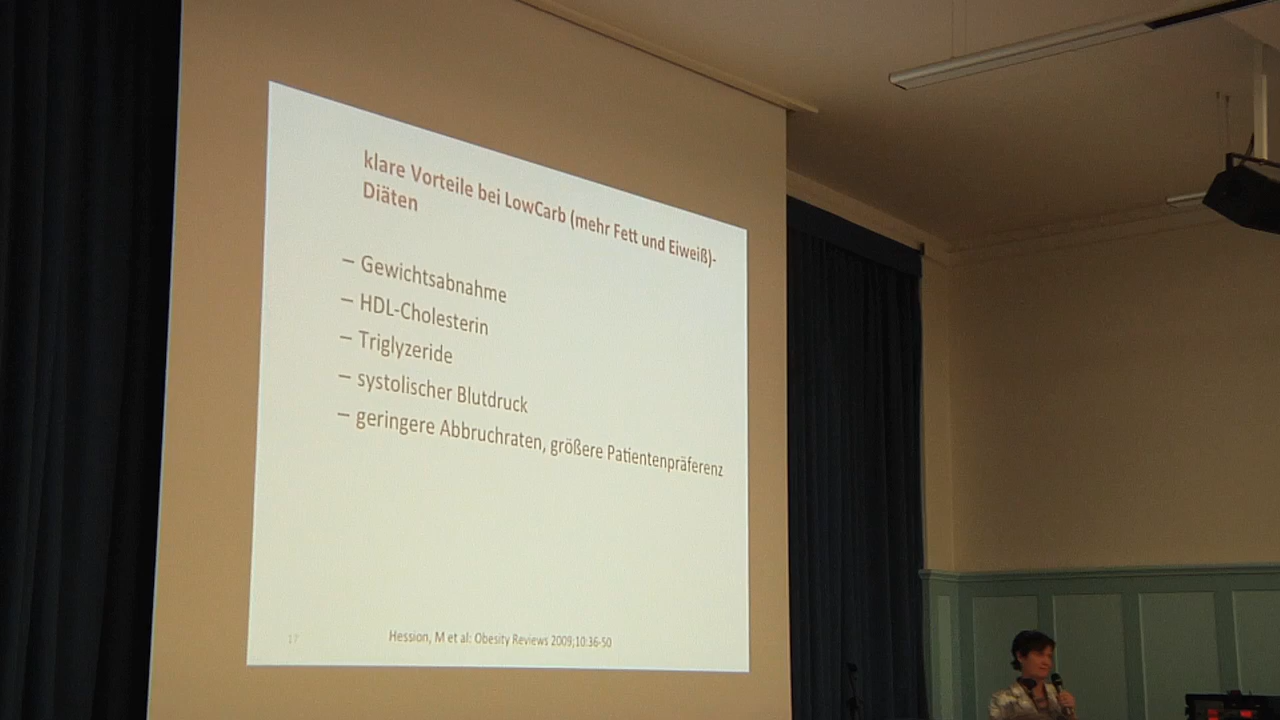 klare Vorteile bei LowCarb (mehr Fett und Eiweiß)-
Diäten
– Gewichtsabnahme
– HDL-Cholesterin
– Triglyzeride
– systolischer Blutdruck
– geringere Abbruchraten, größere Patientenpräferenz
17
Hession, M et al: Obesity Reviews 2009;10:36-50